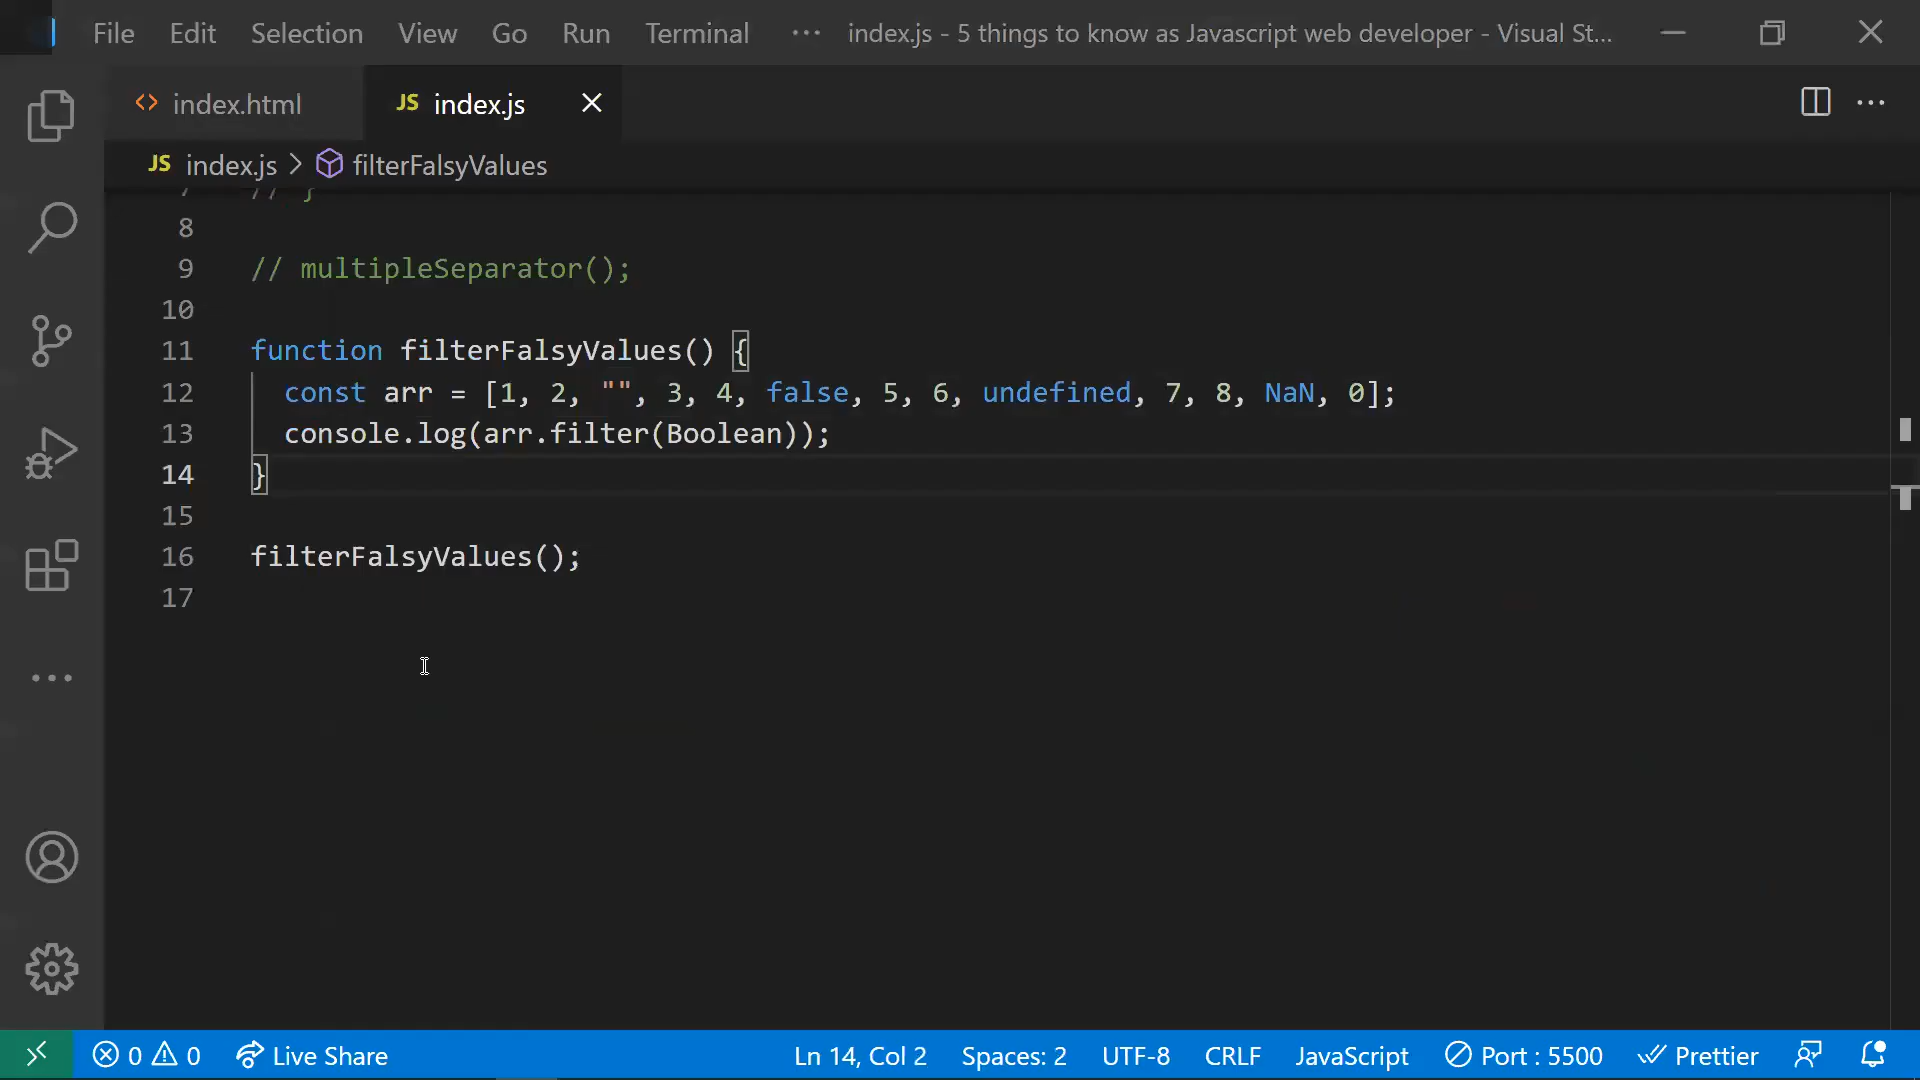 File Edit Selection View Go Run Terminal ··· index.js - 5 things to know as Javascript web developer - Visual St...
index.html JS index.js
JS index.js > filterFalsyValues
7 // }
8
9 // multipleSeparator();
10
11 function filterFalsyValues() {
12 const arr = [1, 2, "", 3, 4, false, 5, 6, undefined, 7, 8, NaN, 0];
13 console.log(arr.filter(Boolean));
14 }
15
16 filterFalsyValues();
17
0 0 Live Share Ln 14, Col 2 Spaces: 2 UTF-8 CRLF JavaScript Port : 5500 Prettier